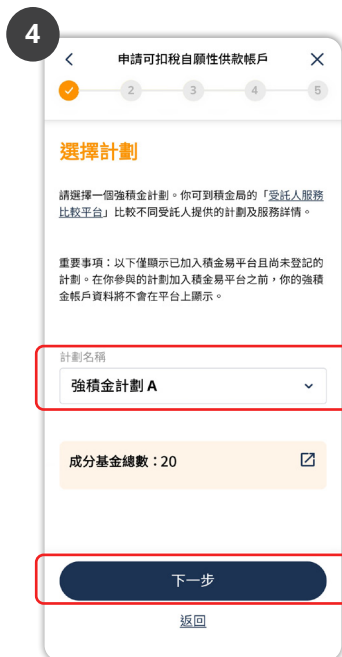 4
申請可扣稅自願性供款帳戶
2 3 4 5
選擇計劃
請選擇一個強積金計劃。你可到積金局的「受託人服務
比較平台」比較不同受託人提供的計劃及服務詳情。
重要事項：以下僅顯示已加入積金易平台且尚未登記的
計劃。在你參與的計劃加入積金易平台之前，你的強積
金帳戶資料將不會在平台上顯示。
計劃名稱
強積金計劃 A
成分基金總數：20
下一步
返回